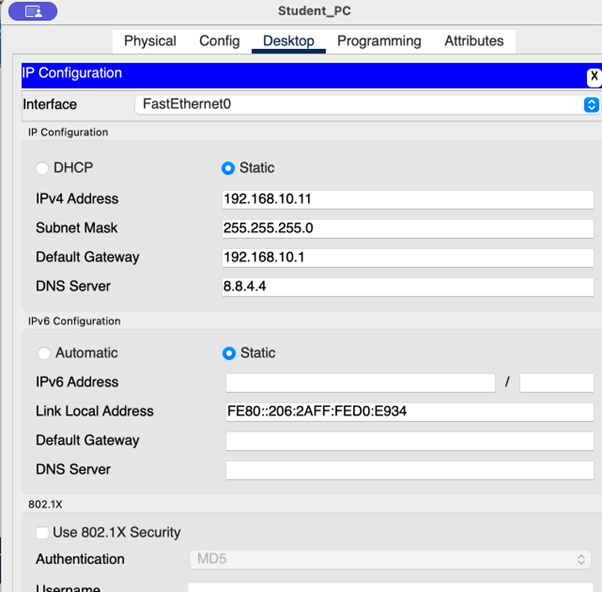 Student_PC
Physical Config Desktop Programming Attributes
IP Configuration X
Interface FastEthernet0
IP Configuration
DHCP Static
IPv4 Address 192.168.10.11
Subnet Mask 255.255.255.0
Default Gateway 192.168.10.1
DNS Server 8.8.4.4
IPv6 Configuration
Automatic Static
IPv6 Address /
Link Local Address FE80::206:2AFF:FED0:E934
Default Gateway
DNS Server
802.1X
Use 802.1X Security
Authentication MD5
Username